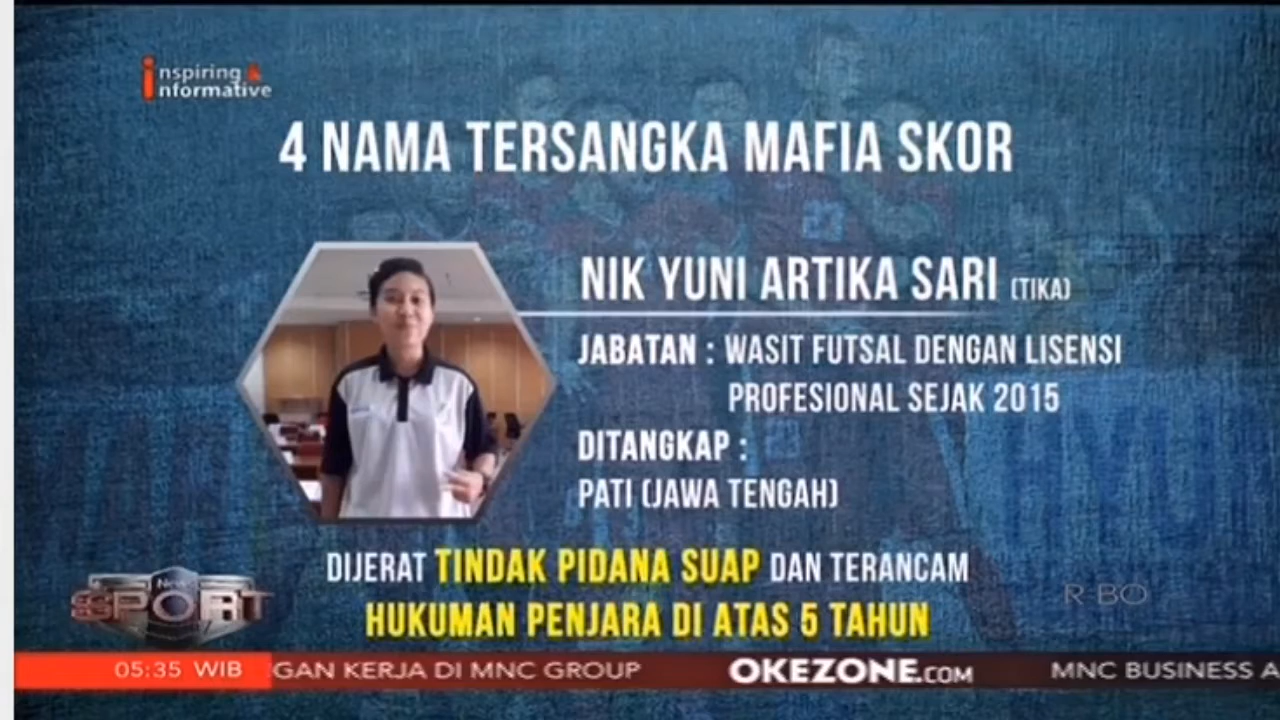 Inspiring &
Informative
4 NAMA TERSANGKA MAFIA SKOR
NIK YUNI ARTIKA SARI (TIKA)
JABATAN : WASIT FUTSAL DENGAN LISENSI
PROFESIONAL SEJAK 2015
DITANGKAP :
PATI (JAWA TENGAH)
DIJERAT TINDAK PIDANA SUAP DAN TERANCAM
HUKUMAN PENJARA DI ATAS 5 TAHUN
News
SPORT
05:35 WIB GAN KERJA DI MNC GROUP OKEZONE.COM MNC BUSINESS A